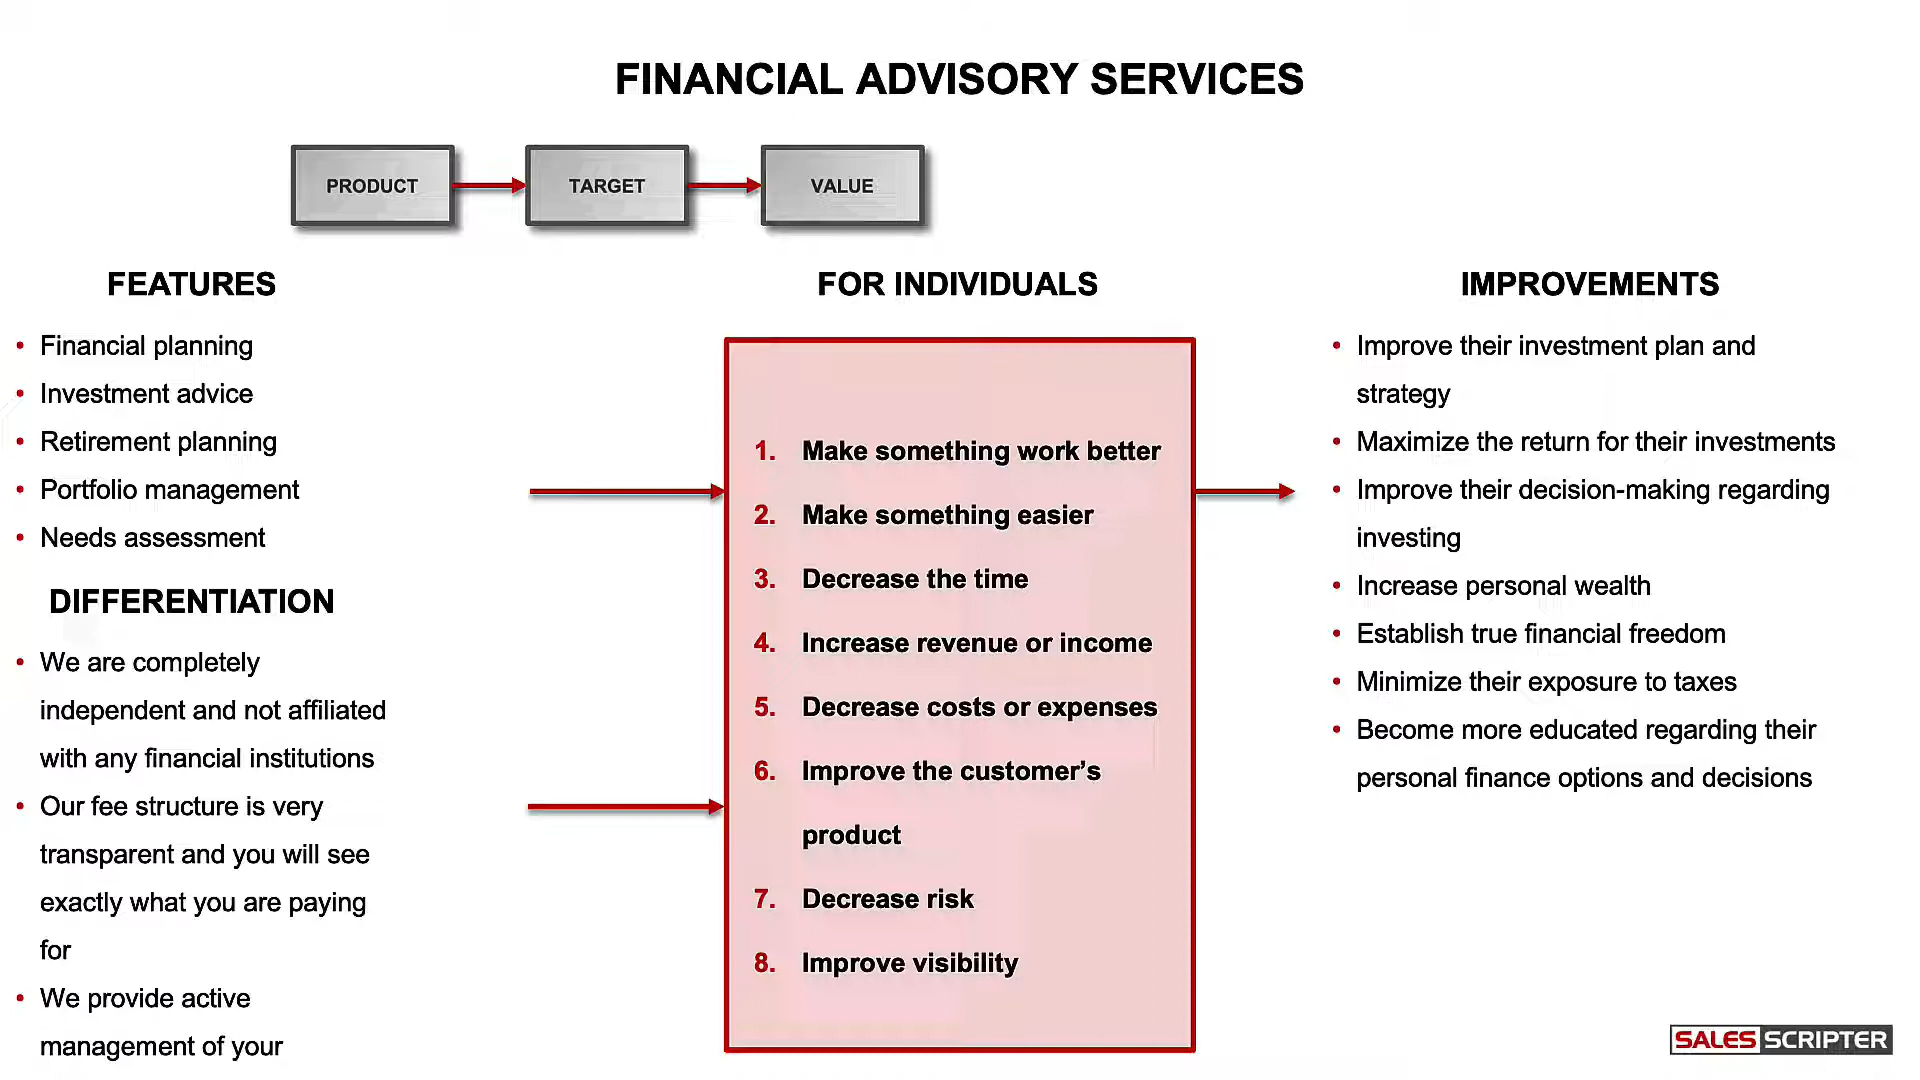 FINANCIAL ADVISORY SERVICES
PRODUCT
TARGET
VALUE
FEATURES
• Financial planning
• Investment advice
• Retirement planning
• Portfolio management
• Needs assessment
DIFFERENTIATION
• We are completely
independent and not affiliated
with any financial institutions
• Our fee structure is very
transparent and you will see
exactly what you are paying
for
• We provide active
management of your
FOR INDIVIDUALS
1. Make something work better
2. Make something easier
3. Decrease the time
4. Increase revenue or income
5. Decrease costs or expenses
6. Improve the customer’s
product
7. Decrease risk
8. Improve visibility
IMPROVEMENTS
• Improve their investment plan and
strategy
• Maximize the return for their investments
• Improve their decision-making regarding
investing
• Increase personal wealth
• Establish true financial freedom
• Minimize their exposure to taxes
• Become more educated regarding their
personal finance options and decisions
SALES SCRIPTER